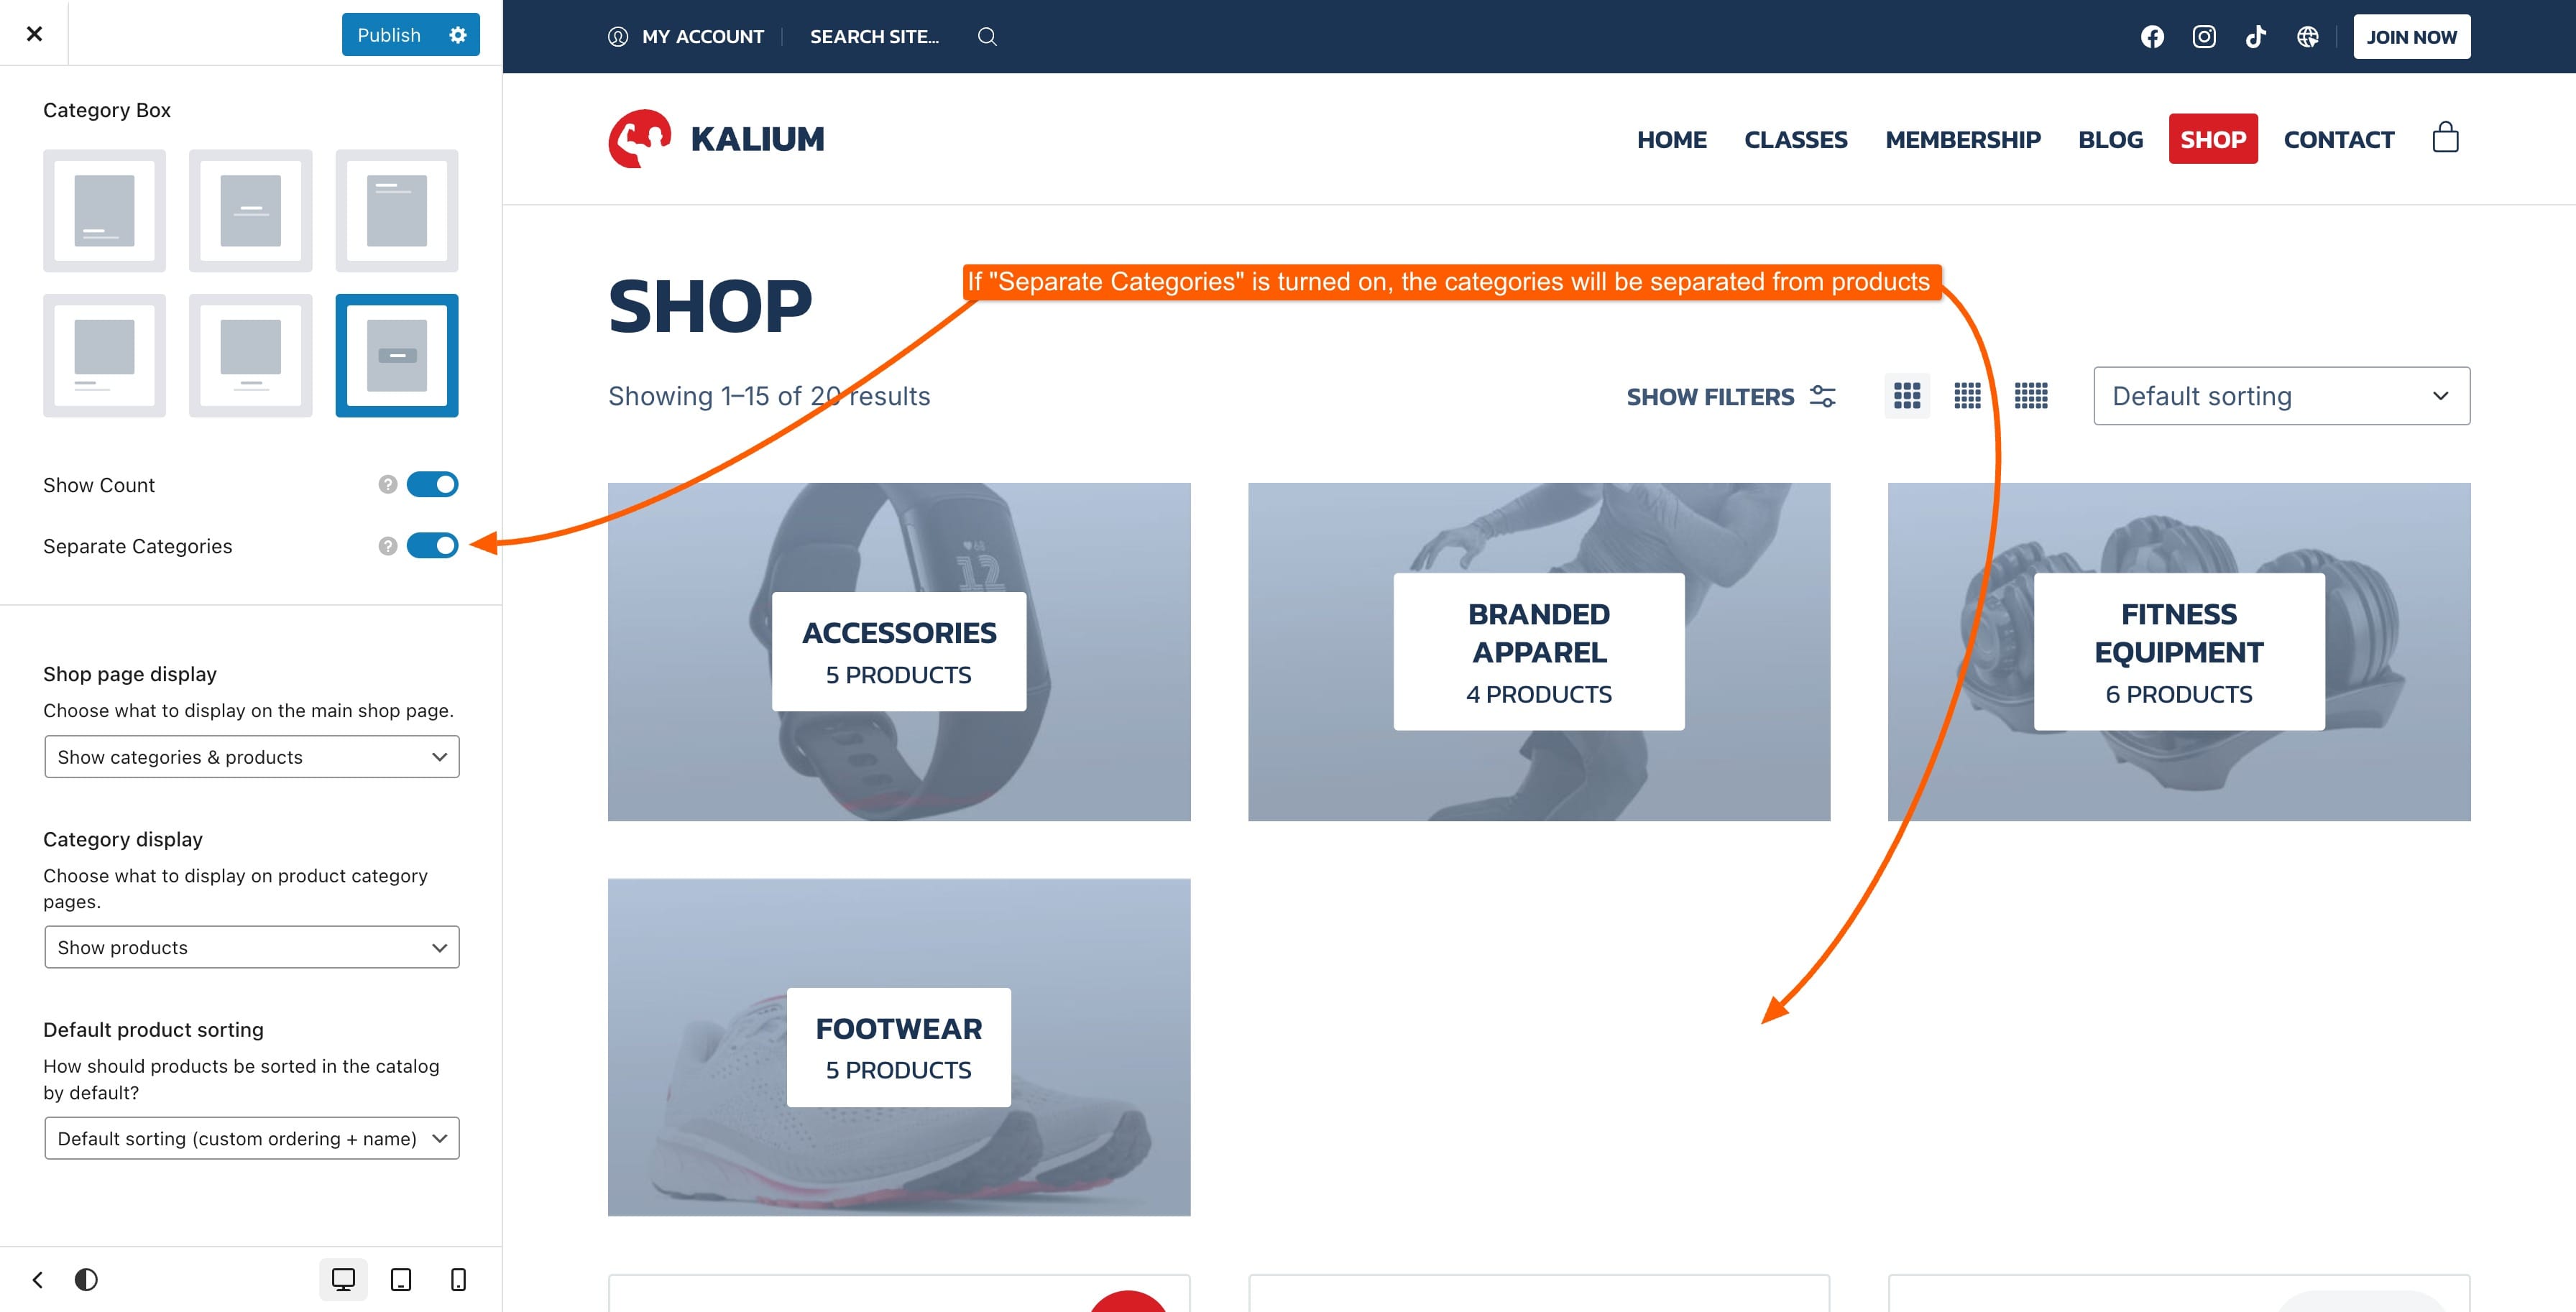 Publish
MY ACCOUNT
SEARCH SITE...
JOIN NOW
Category Box
KALIUM
HOME
CLASSES
MEMBERSHIP
BLOG
SHOP
CONTACT
If "Separate Categories" is turned on, the categories will be separated from products
SHOP
Showing 1–15 of 20 results
SHOW FILTERS
Default sorting
Show Count
?
Separate Categories
?
12
ACCESSORIES
5 PRODUCTS
BRANDED
APPAREL
4 PRODUCTS
FITNESS
EQUIPMENT
6 PRODUCTS
Shop page display
Choose what to display on the main shop page.
Show categories & products
Category display
Choose what to display on product category
pages.
Show products
FOOTWEAR
5 PRODUCTS
Default product sorting
How should products be sorted in the catalog
by default?
Default sorting (custom ordering + name)